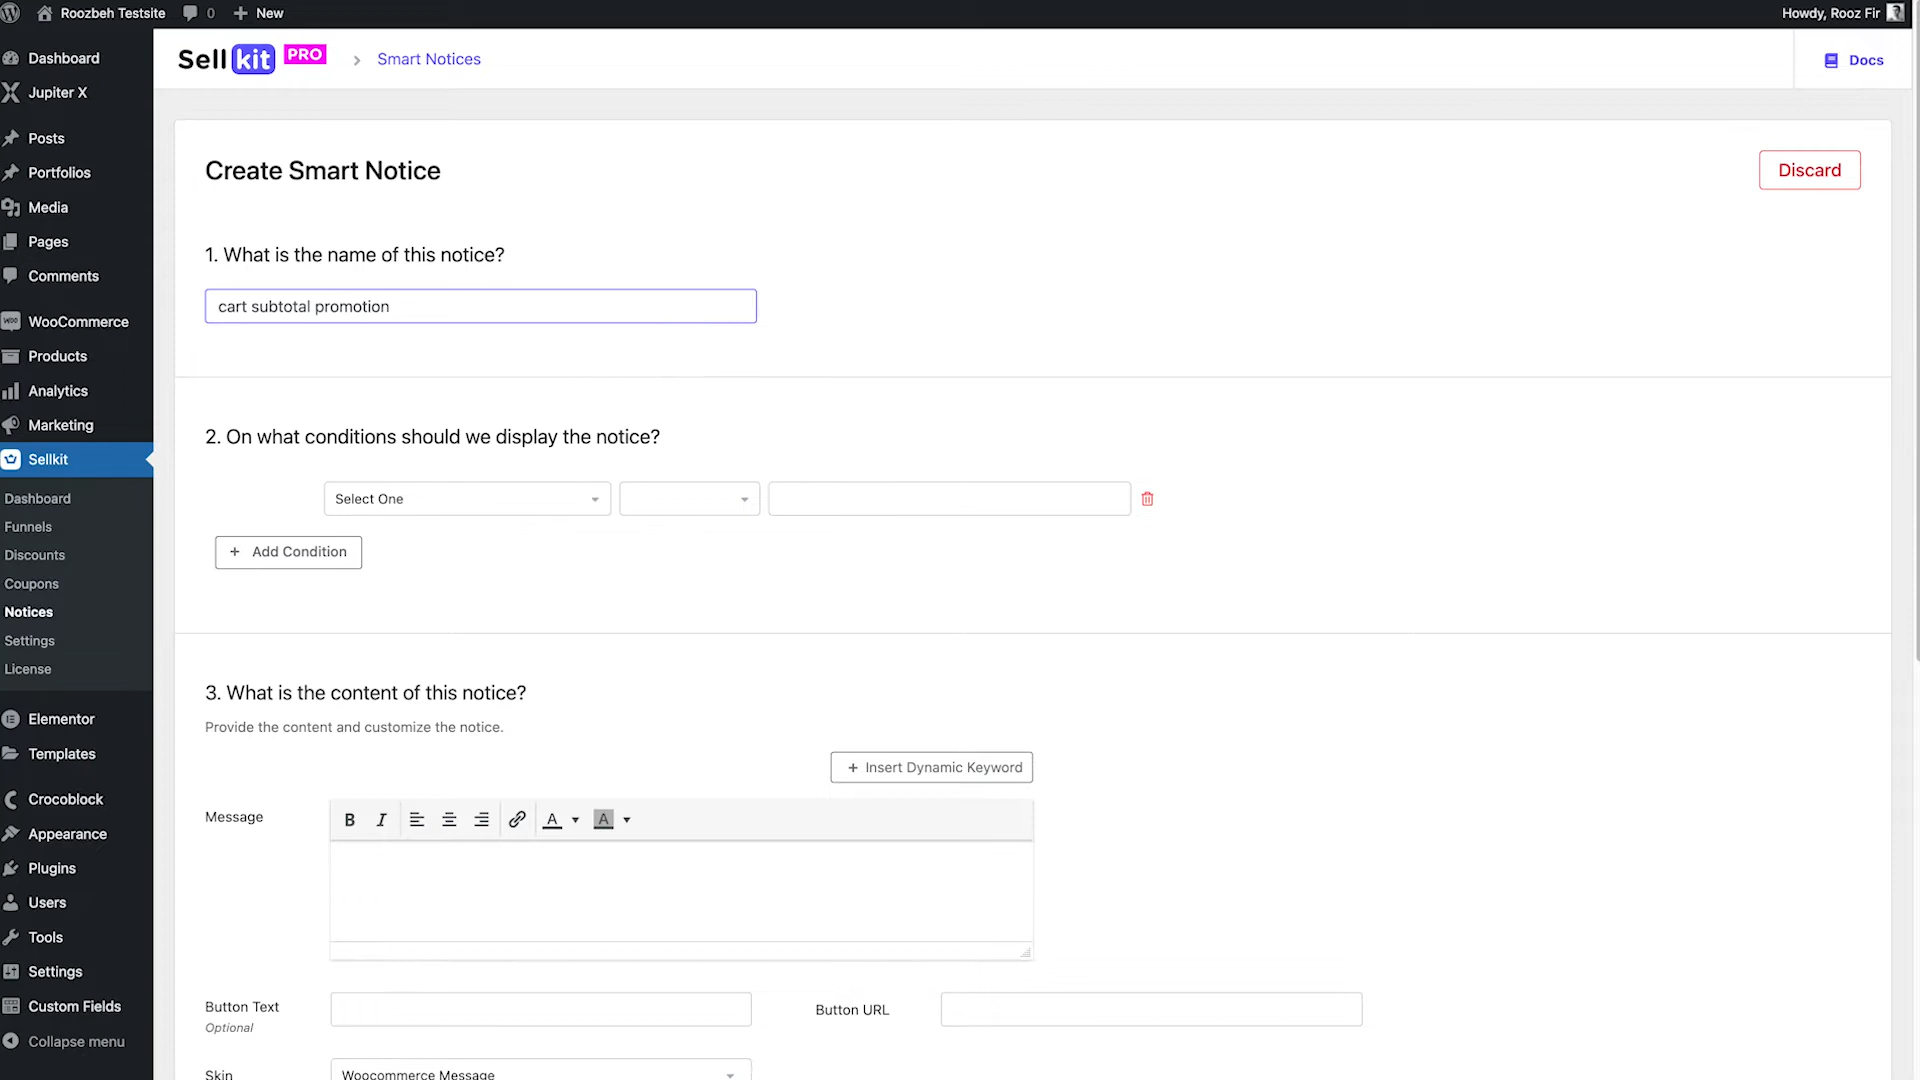 Roozbeh Testsite 0 New Howdy, Rooz Fir
Sellkit PRO Smart Notices Docs
Dashboard
Jupiter X
Posts
Portfolios
Media
Pages
Comments
WooCommerce
Products
Analytics
Marketing
Sellkit
Dashboard
Funnels
Discounts
Coupons
Notices
Settings
License
Elementor
Templates
Crocoblock
Appearance
Plugins
Users
Tools
Settings
Custom Fields
Collapse menu
Create Smart Notice
Discard
1. What is the name of this notice?
cart subtotal promotion
2. On what conditions should we display the notice?
Select One
+ Add Condition
3. What is the content of this notice?
Provide the content and customize the notice.
+ Insert Dynamic Keyword
Message
B I A A
Button Text
Optional
Button URL
Skin
Woocommerce Message